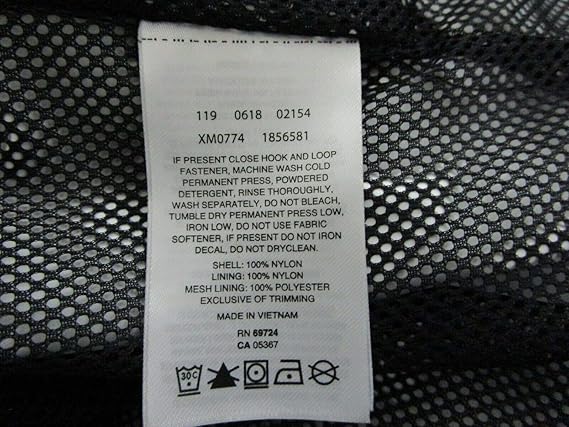 119 0618 02154
XM0774 1856581
IF PRESENT CLOSE HOOK AND LOOP
FASTENER, MACHINE WASH COLD
PERMANENT PRESS, POWDERED
DETERGENT, RINSE THOROUGHLY,
WASH SEPARATELY, DO NOT BLEACH,
TUMBLE DRY PERMANENT PRESS LOW,
IRON LOW, DO NOT USE FABRIC
SOFTENER, IF PRESENT DO NOT IRON
DECAL, DO NOT DRYCLEAN.
SHELL: 100% NYLON
LINING: 100% NYLON
MESH LINING: 100% POLYESTER
EXCLUSIVE OF TRIMMING
MADE IN VIETNAM
RN 69724
CA 05367
30C